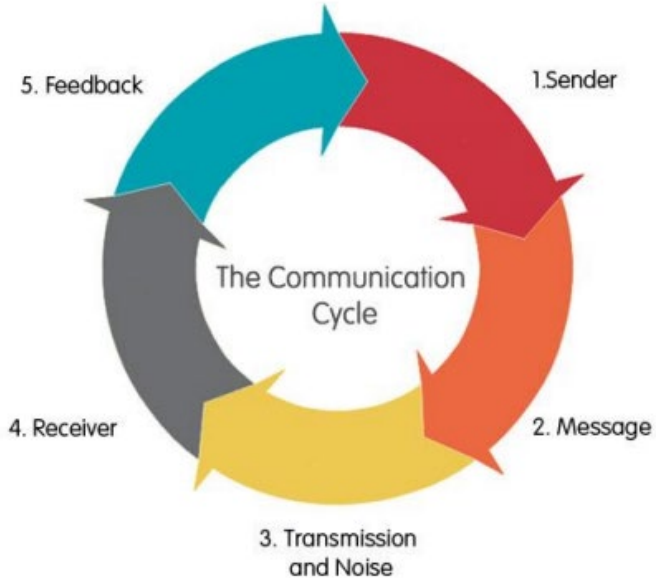 The Communication
Cycle
1.Sender
2. Message
3. Transmission
and Noise
4. Receiver
5. Feedback